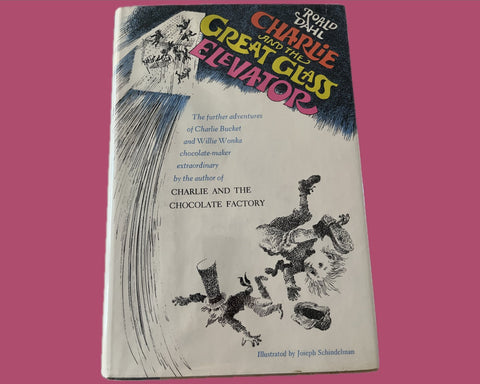 ROALD
DAHL
CHARLIE
AND THE
GREAT GLASS
ELEVATOR
The further adventures
of Charlie Bucket
and Willie Wonka
chocolate-maker
extraordinary
by the author of
CHARLIE AND THE
CHOCOLATE FACTORY
Illustrated by Joseph Schindelman